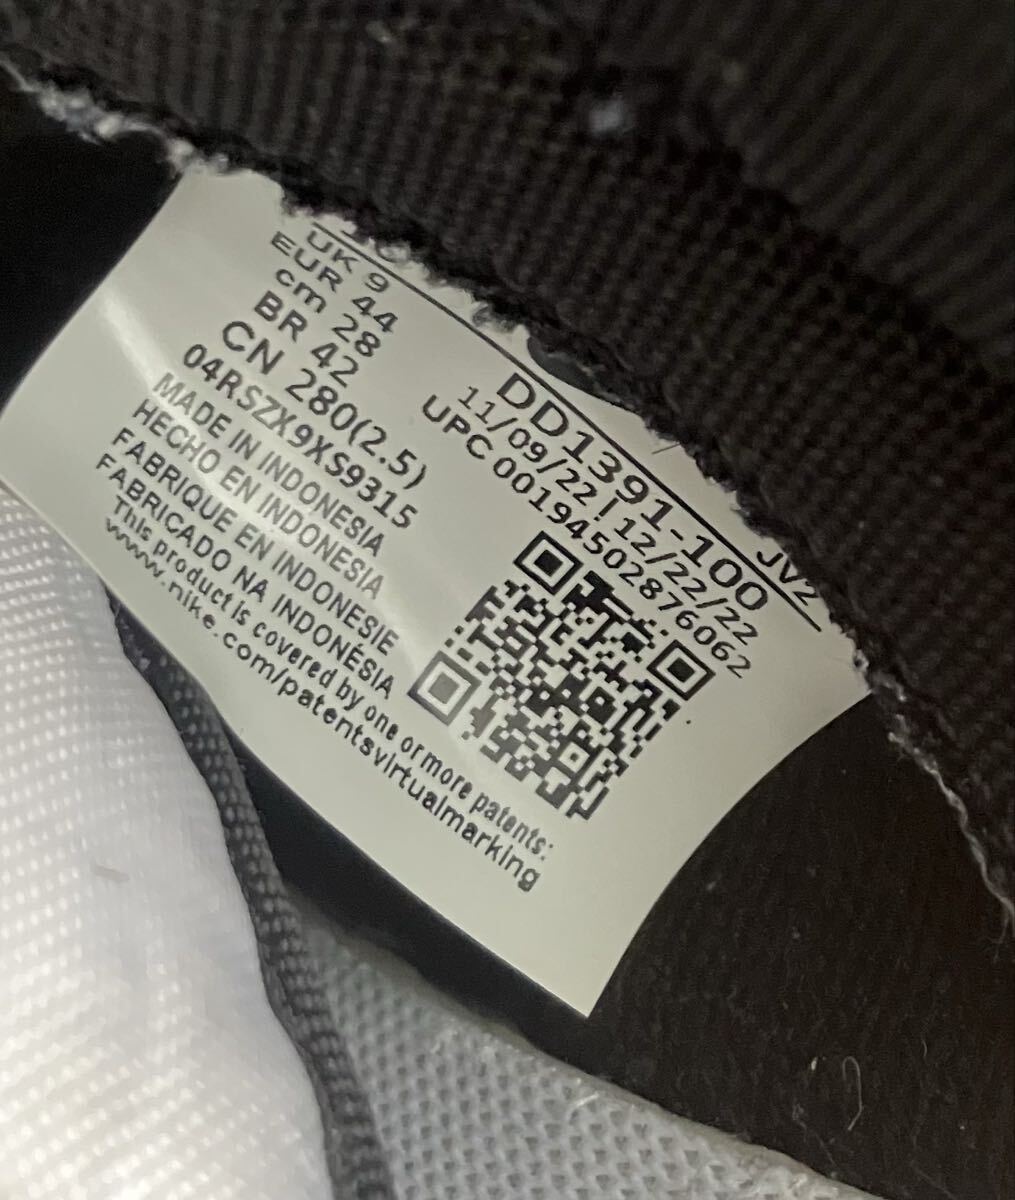 UK 9
EUR 44
cm 28
BR 42
CN 280(2.5)
04RSZX9XS9315
MADE IN INDONESIA
HECHO EN INDONESIA
FABRIQUE EN INDONESIE
FABRICADO NA INDONÉSIA
This product is covered by one or more patents:
www.nike.com/patentsvirtualmarking
JV2
DD1391-100
11/09/22 | 12/22/22
UPC 00194502876062